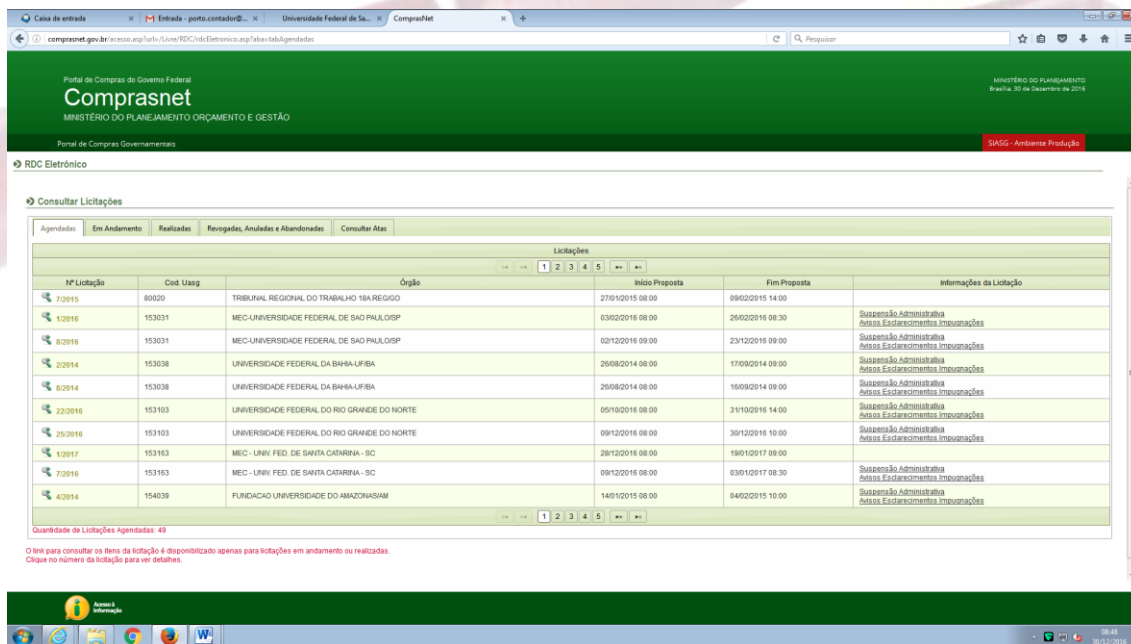 Caixa de entrada × Entrada - porto.contador@... × Universidade Federal de Sa... × ComprasNet × +
comprasnet.gov.br/acesso.asp?url=/Livre/RDC/rdcEletronico.asp?aba=tabAgendadas Pesquisar
Portal de Compras do Governo Federal
Comprasnet
MINISTÉRIO DO PLANEJAMENTO ORÇAMENTO E GESTÃO
MINISTÉRIO DO PLANEJAMENTO
Brasília, 30 de Dezembro de 2016
Portal de Compras Governamentais SIASG - Ambiente Produção
RDC Eletrônico
Consultar Licitações
Agendadas Em Andamento Realizadas Revogadas, Anuladas e Abandonadas Consultar Atas
Licitações
1 2 3 4 5
Nº Licitação Cod. Uasg Órgão Início Proposta Fim Proposta Informações da Licitação
7/2015 80020 TRIBUNAL REGIONAL DO TRABALHO 18A.REG/GO 27/01/2015 08:00 09/02/2015 14:00
1/2016 153031 MEC-UNIVERSIDADE FEDERAL DE SAO PAULO/SP 03/02/2016 08:00 26/02/2016 08:30 Suspensão Administrativa
Avisos Esclarecimentos Impugnações
8/2016 153031 MEC-UNIVERSIDADE FEDERAL DE SAO PAULO/SP 02/12/2016 09:00 23/12/2016 09:00 Suspensão Administrativa
Avisos Esclarecimentos Impugnações
2/2014 153038 UNIVERSIDADE FEDERAL DA BAHIA-UF/BA 26/08/2014 08:00 17/09/2014 09:00 Suspensão Administrativa
Avisos Esclarecimentos Impugnações
8/2014 153038 UNIVERSIDADE FEDERAL DA BAHIA-UF/BA 26/08/2014 08:00 16/09/2014 09:00 Suspensão Administrativa
Avisos Esclarecimentos Impugnações
22/2016 153103 UNIVERSIDADE FEDERAL DO RIO GRANDE DO NORTE 05/10/2016 08:00 31/10/2016 14:00 Suspensão Administrativa
Avisos Esclarecimentos Impugnações
25/2016 153103 UNIVERSIDADE FEDERAL DO RIO GRANDE DO NORTE 09/12/2016 08:00 30/12/2016 10:00 Suspensão Administrativa
Avisos Esclarecimentos Impugnações
1/2017 153163 MEC - UNIV. FED. DE SANTA CATARINA - SC 28/12/2016 08:00 19/01/2017 09:00
7/2016 153163 MEC - UNIV. FED. DE SANTA CATARINA - SC 09/12/2016 08:00 03/01/2017 08:30 Suspensão Administrativa
Avisos Esclarecimentos Impugnações
4/2014 154039 FUNDACAO UNIVERSIDADE DO AMAZONAS/AM 14/01/2015 08:00 04/02/2015 10:00 Suspensão Administrativa
Avisos Esclarecimentos Impugnações
1 2 3 4 5
Quantidade de Licitações Agendadas: 49
O link para consultar os itens da licitação é disponibilizado apenas para licitações em andamento ou realizadas.
Clique no número da licitação para ver detalhes.
Acesso à
Informação
08:48
30/12/2016